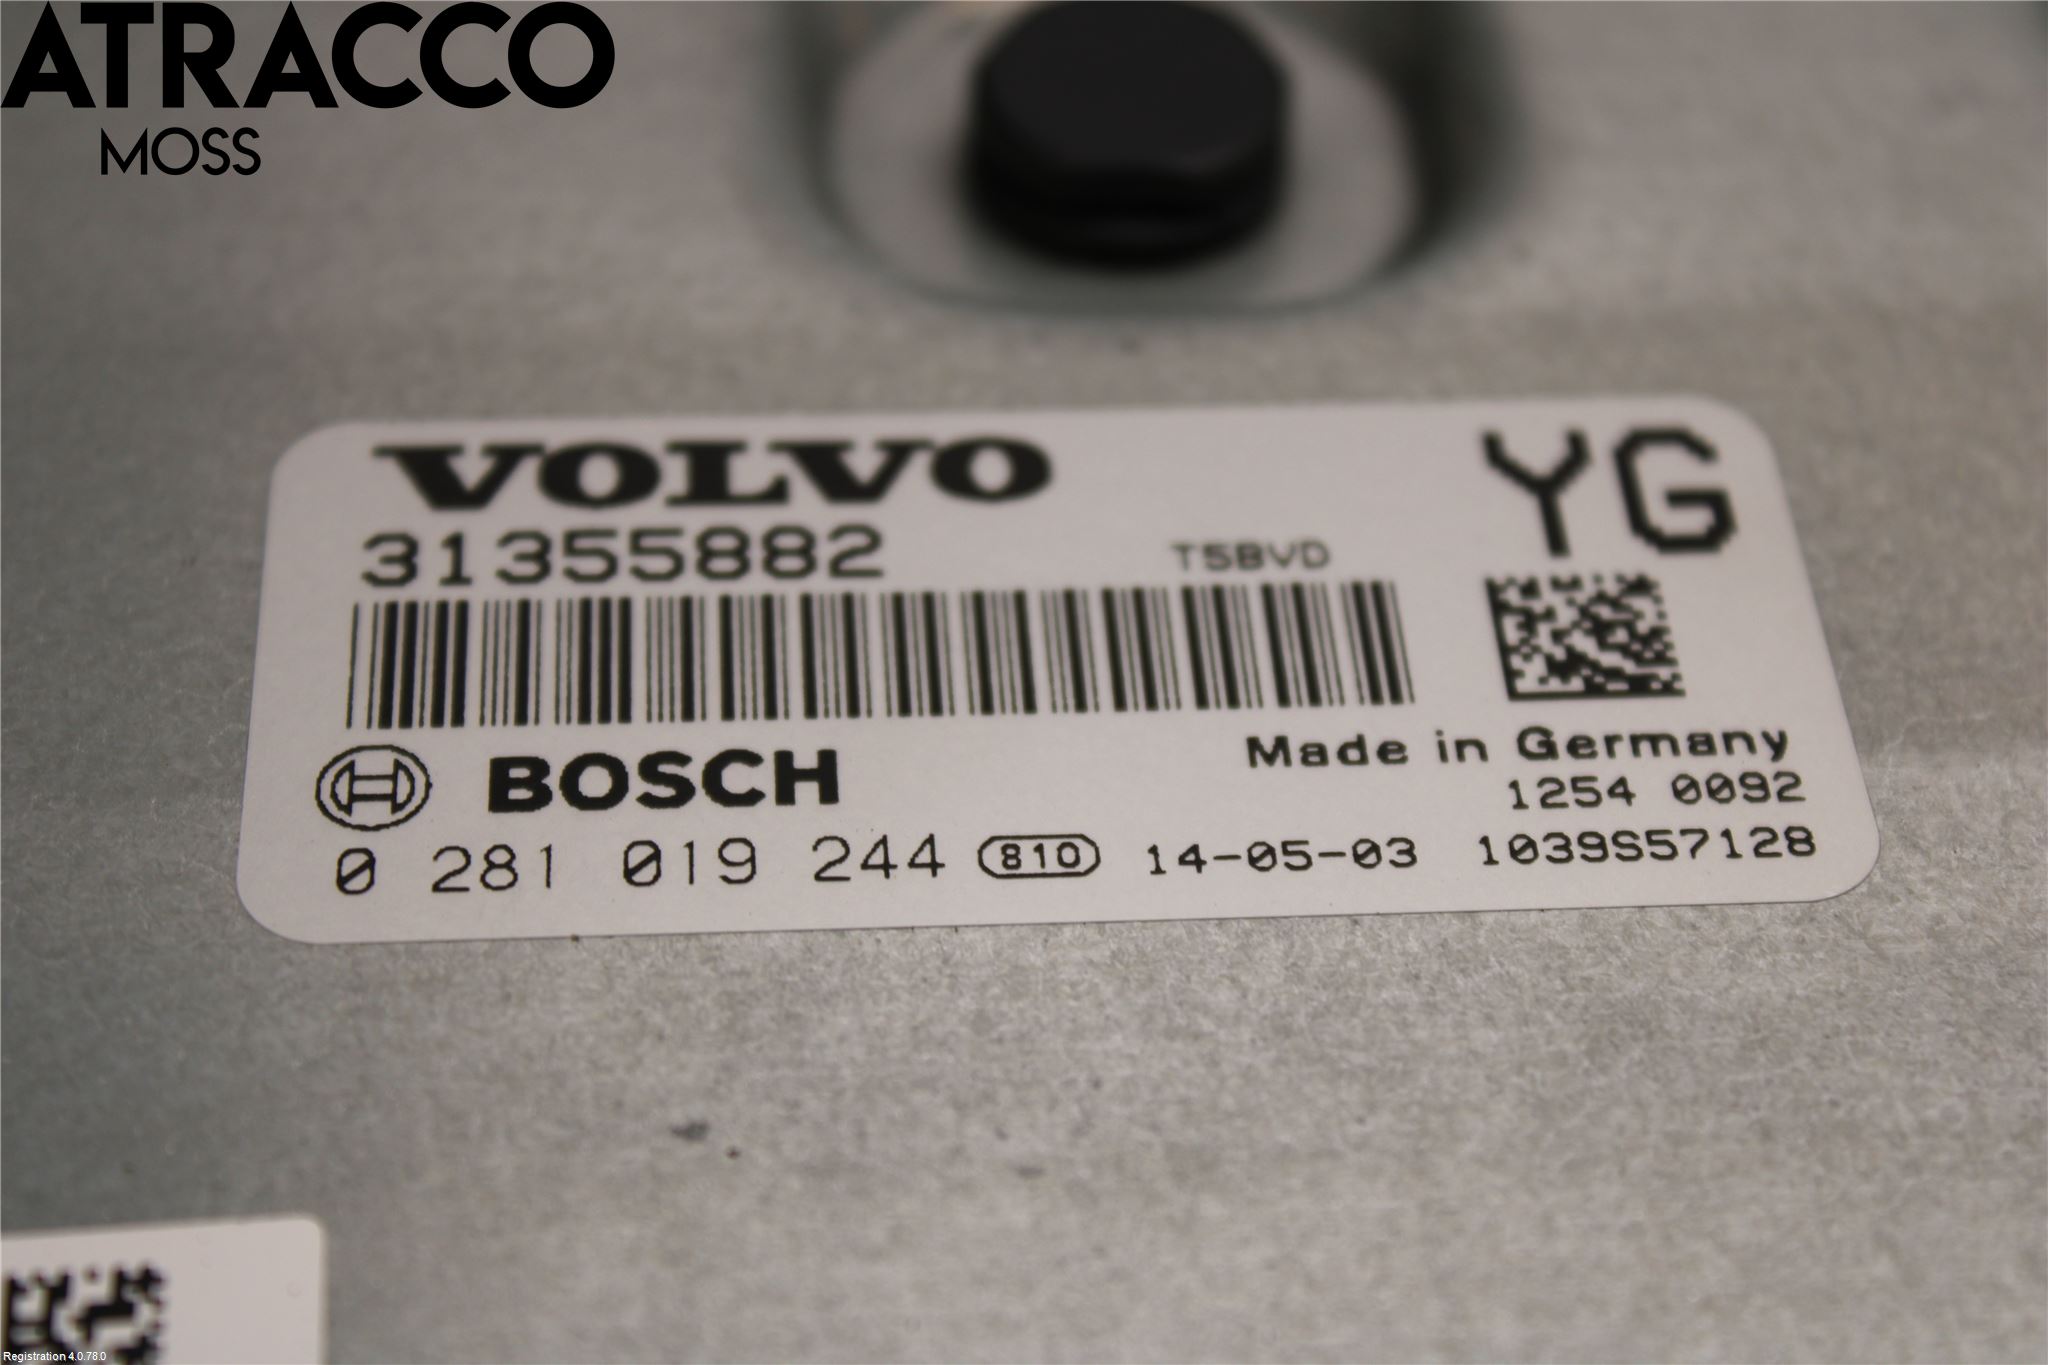 ATRACCO
MOSS
VOLVO
YG
31355882
T5BVD
BOSCH
Made in Germany
1254 0092
0 281 019 244 810 14-05-03 1039S57128
Registration 4.0.78.0